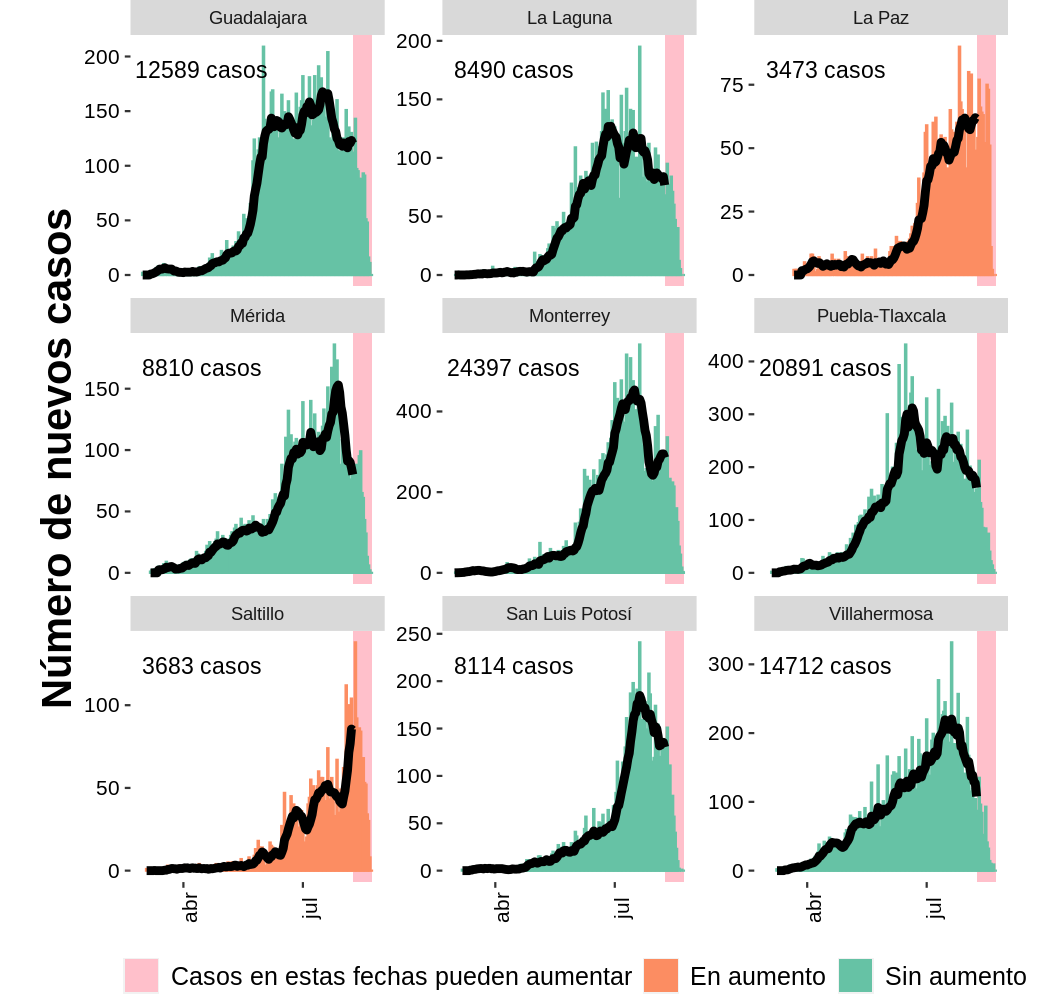 Número de nuevos casos
Guadalajara
La Laguna
La Paz
12589 casos
8490 casos
3473 casos
200
150
100
50
0
200
150
100
50
0
75
50
25
0
Mérida
Monterrey
Puebla-Tlaxcala
8810 casos
24397 casos
20891 casos
150
100
50
0
400
200
0
400
300
200
100
0
Saltillo
San Luis Potosí
Villahermosa
3683 casos
8114 casos
14712 casos
100
50
0
250
200
150
100
50
0
300
200
100
0
abr
jul
abr
jul
abr
jul
Casos en estas fechas pueden aumentar
En aumento
Sin aumento